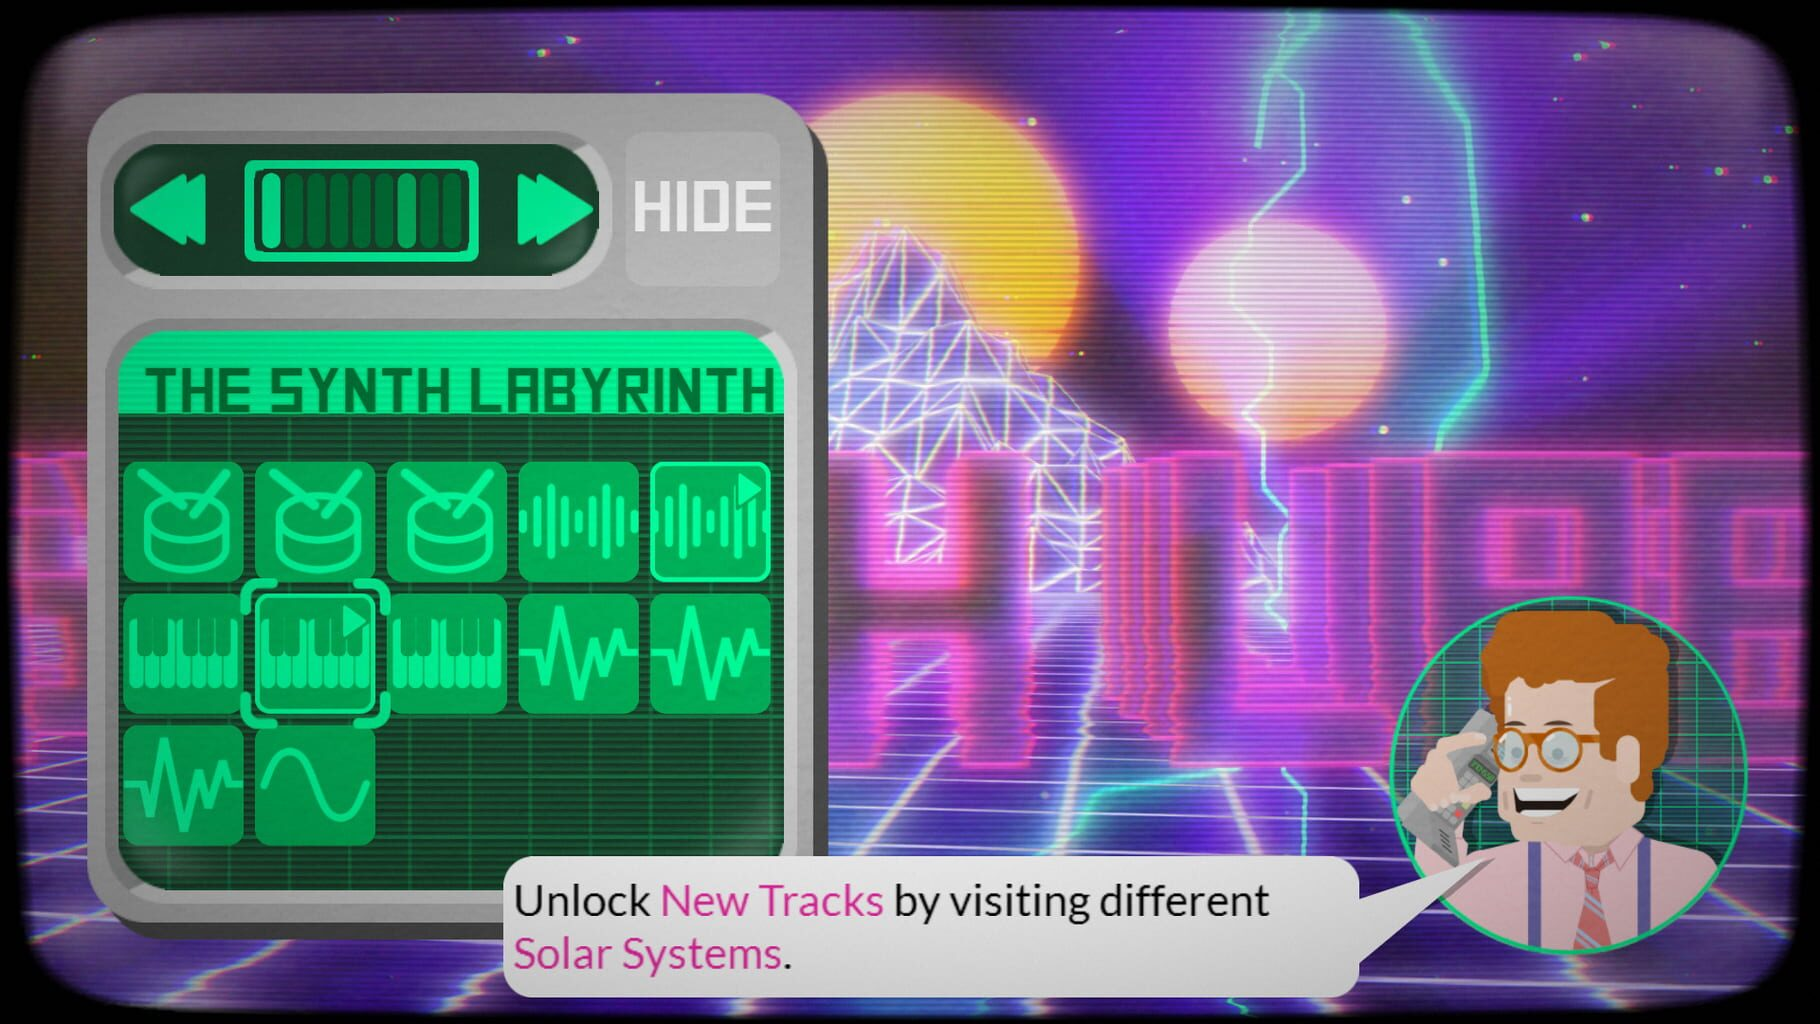 HIDE
THE SYNTH LABYRINTH
Unlock New Tracks by visiting different
Solar Systems.